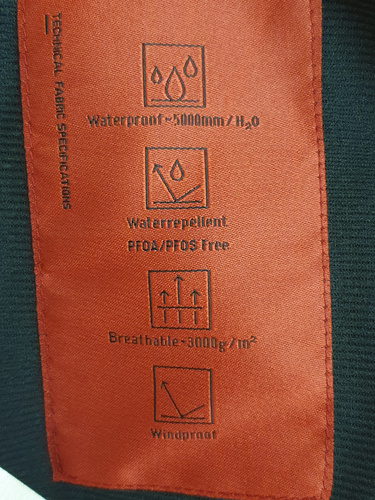 TECHNICAL FABRIC SPECIFICATIONS
Waterproof~5000mm/H₂O
Waterrepellent
PFOA/PFOS Free
Breathable~3000g/m²
Windproof